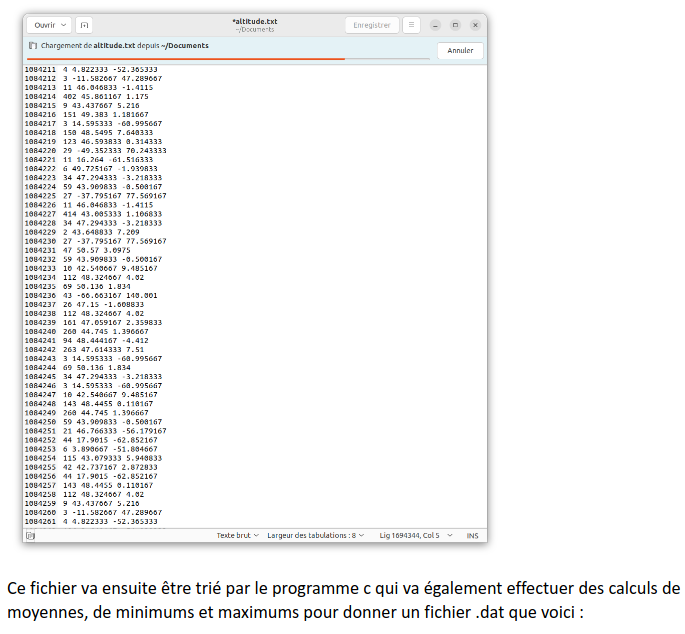 Ouvrir
*altitude.txt
~/Documents
Enregistrer
Chargement de altitude.txt depuis ~/Documents
Annuler
1084211 4 4.822333 -52.365333
1084212 3 -11.582667 47.289667
1084213 11 46.046833 -1.4115
1084214 402 45.861167 1.175
1084215 9 43.437667 5.216
1084216 151 49.383 1.181667
1084217 3 14.595333 -60.995667
1084218 150 48.5495 7.640333
1084219 123 46.593833 0.314333
1084220 29 -49.352333 70.243333
1084221 11 16.264 -61.516333
1084222 6 49.725167 -1.939833
1084223 34 47.294333 -3.218333
1084224 59 43.909833 -0.500167
1084225 27 -37.795167 77.569167
1084226 11 46.046833 -1.4115
1084227 414 43.005333 1.106833
1084228 34 47.294333 -3.218333
1084229 2 43.648833 7.209
1084230 27 -37.795167 77.569167
1084231 47 50.57 3.0975
1084232 59 43.909833 -0.500167
1084233 10 42.540667 9.485167
1084234 112 48.324667 4.02
1084235 69 50.136 1.834
1084236 43 -66.663167 140.001
1084237 26 47.15 -1.608833
1084238 112 48.324667 4.02
1084239 161 47.059167 2.359833
1084240 260 44.745 1.396667
1084241 94 48.444167 -4.412
1084242 263 47.614333 7.51
1084243 3 14.595333 -60.995667
1084244 69 50.136 1.834
1084245 34 47.294333 -3.218333
1084246 3 14.595333 -60.995667
1084247 10 42.540667 9.485167
1084248 143 48.4455 0.110167
1084249 260 44.745 1.396667
1084250 59 43.909833 -0.500167
1084251 21 46.766333 -56.179167
1084252 44 17.9015 -62.852167
1084253 6 3.890667 -51.804667
1084254 115 43.079333 5.940833
1084255 42 42.737167 2.872833
1084256 44 17.9015 -62.852167
1084257 143 48.4455 0.110167
1084258 112 48.324667 4.02
1084259 9 43.437667 5.216
1084260 3 -11.582667 47.289667
1084261 4 4.822333 -52.365333
Texte brut Largeur des tabulations : 8 Lig 1694344, Col 5 INS
Ce fichier va ensuite être trié par le programme c qui va également effectuer des calculs de
moyennes, de minimums et maximums pour donner un fichier .dat que voici :